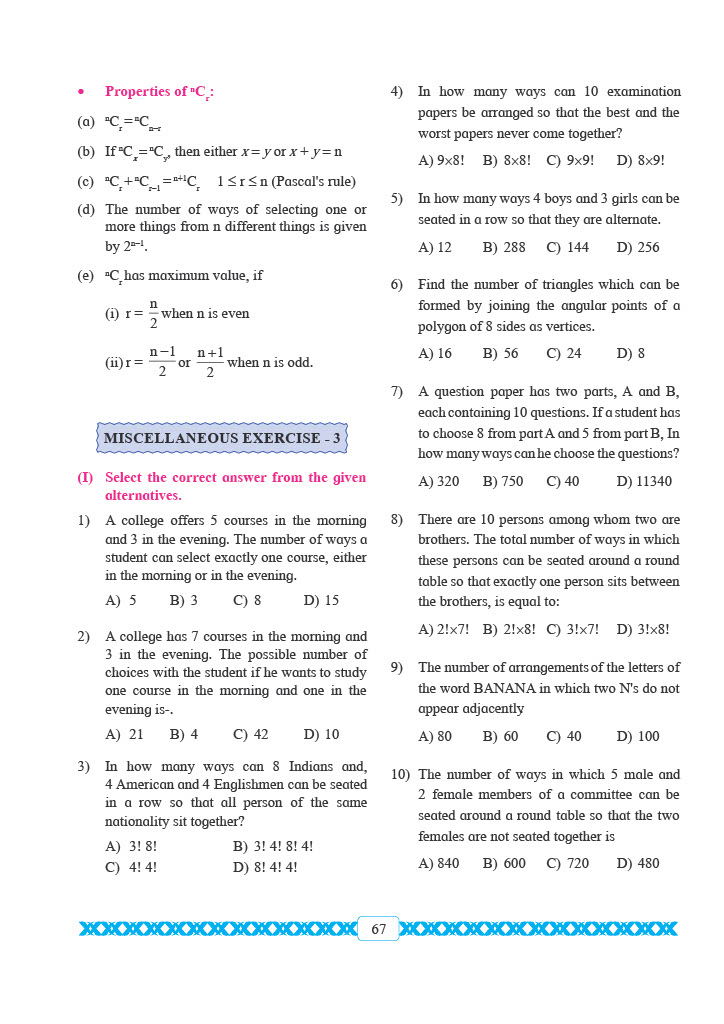 • Properties of ⁿCᵣ:
(a) ⁿCᵣ = ⁿCₙ₋ᵣ
(b) If ⁿCₓ = ⁿCᵧ, then either x = y or x + y = n
(c) ⁿCᵣ + ⁿCᵣ₋₁ = ⁿ⁺¹Cᵣ 1 ≤ r ≤ n (Pascal's rule)
(d) The number of ways of selecting one or
more things from n different things is given
by 2ⁿ⁻¹.
(e) ⁿCᵣ has maximum value, if
(i) r = n/2 when n is even
(ii) r = (n−1)/2 or (n+1)/2 when n is odd.
MISCELLANEOUS EXERCISE - 3
(I) Select the correct answer from the given
alternatives.
1) A college offers 5 courses in the morning
and 3 in the evening. The number of ways a
student can select exactly one course, either
in the morning or in the evening.
A) 5 B) 3 C) 8 D) 15
2) A college has 7 courses in the morning and
3 in the evening. The possible number of
choices with the student if he wants to study
one course in the morning and one in the
evening is-.
A) 21 B) 4 C) 42 D) 10
3) In how many ways can 8 Indians and,
4 American and 4 Englishmen can be seated
in a row so that all person of the same
nationality sit together?
A) 3! 8! B) 3! 4! 8! 4!
C) 4! 4! D) 8! 4! 4!
4) In how many ways can 10 examination
papers be arranged so that the best and the
worst papers never come together?
A) 9×8! B) 8×8! C) 9×9! D) 8×9!
5) In how many ways 4 boys and 3 girls can be
seated in a row so that they are alternate.
A) 12 B) 288 C) 144 D) 256
6) Find the number of triangles which can be
formed by joining the angular points of a
polygon of 8 sides as vertices.
A) 16 B) 56 C) 24 D) 8
7) A question paper has two parts, A and B,
each containing 10 questions. If a student has
to choose 8 from part A and 5 from part B, In
how many ways can he choose the questions?
A) 320 B) 750 C) 40 D) 11340
8) There are 10 persons among whom two are
brothers. The total number of ways in which
these persons can be seated around a round
table so that exactly one person sits between
the brothers, is equal to:
A) 2!×7! B) 2!×8! C) 3!×7! D) 3!×8!
9) The number of arrangements of the letters of
the word BANANA in which two N's do not
appear adjacently
A) 80 B) 60 C) 40 D) 100
10) The number of ways in which 5 male and
2 female members of a committee can be
seated around a round table so that the two
females are not seated together is
A) 840 B) 600 C) 720 D) 480
67